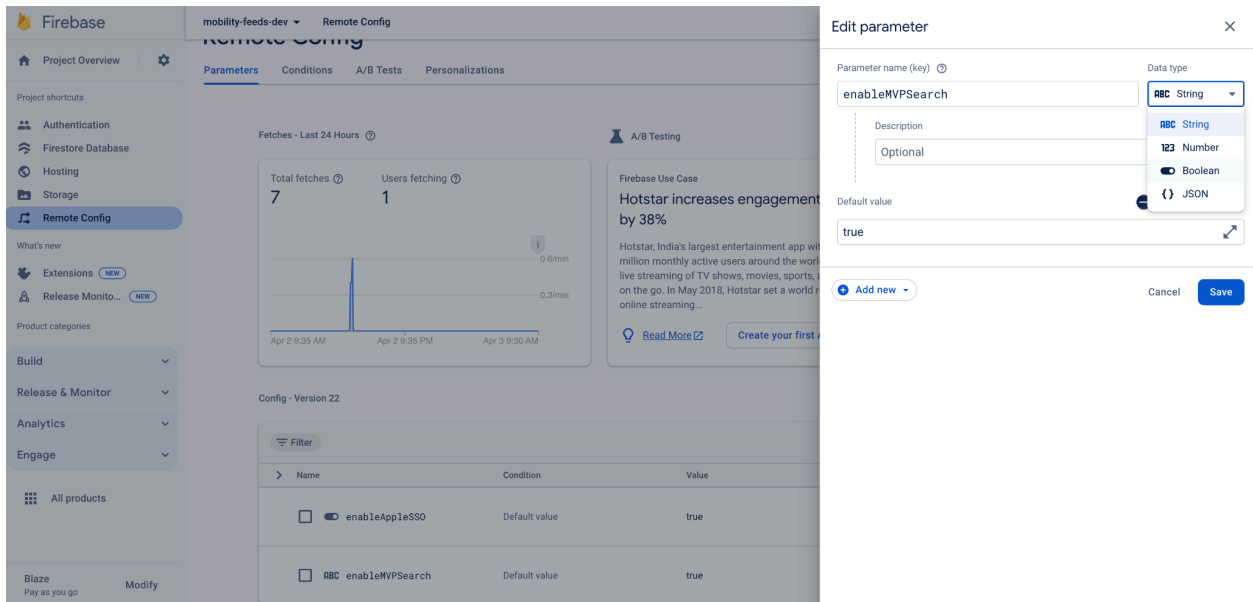 Firebase
Project Overview
Project shortcuts
Authentication
Firestore Database
Hosting
Storage
Remote Config
What's new
Extensions NEW
Release Monito... NEW
Product categories
Build
Release & Monitor
Analytics
Engage
All products
Blaze
Pay as you go
Modify
mobility-feeds-dev Remote Config
Remote Config
Parameters Conditions A/B Tests Personalizations
Fetches - Last 24 Hours
Total fetches Users fetching
7 1
0.6/min
0.3/min
Apr 2 9:35 AM Apr 2 9:35 PM Apr 3 9:30 AM
A/B Testing
Firebase Use Case
Hotstar increases engagement
by 38%
Hotstar, India's largest entertainment app
million monthly active users around the
live streaming of TV shows, movies, sports,
on the go. In May 2018, Hotstar set a world
online streaming...
Read More Create your first
Config - Version 22
Filter
Name Condition Value
enableAppleSSO Default value true
ABC enableMVPSearch Default value true
Edit parameter
Parameter name (key) Data type
enableMVPSearch ABC String
Description
Optional
ABC String
123 Number
Boolean
{} JSON
Default value
true
Add new Cancel Save